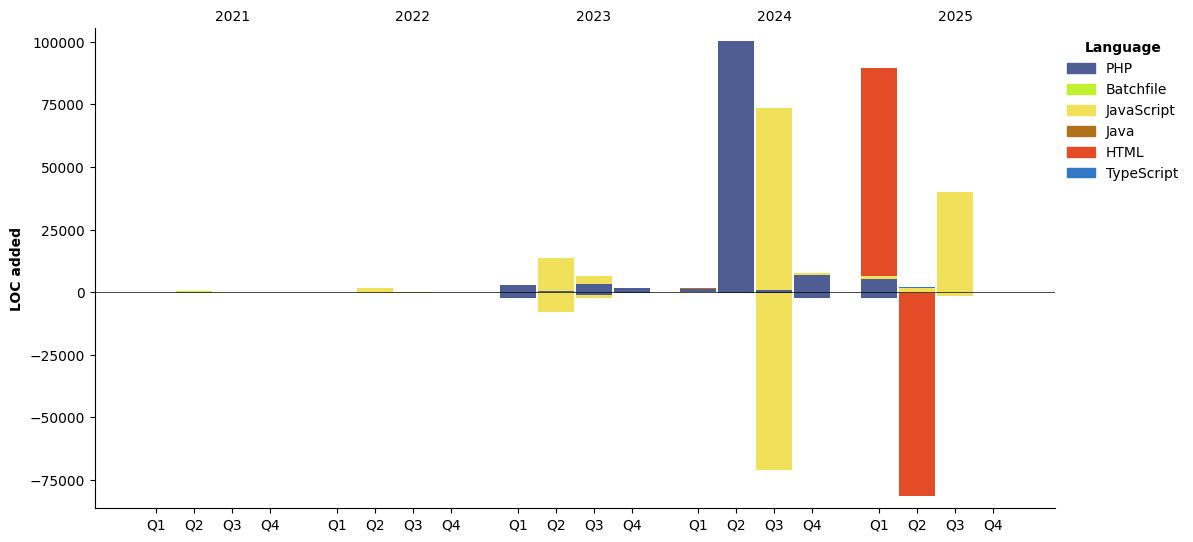 2021 2022 2023 2024 2025
100000
75000
50000
25000
0
−25000
−50000
−75000
LOC added
Q1 Q2 Q3 Q4 Q1 Q2 Q3 Q4 Q1 Q2 Q3 Q4 Q1 Q2 Q3 Q4 Q1 Q2 Q3 Q4
Language
PHP
Batchfile
JavaScript
Java
HTML
TypeScript